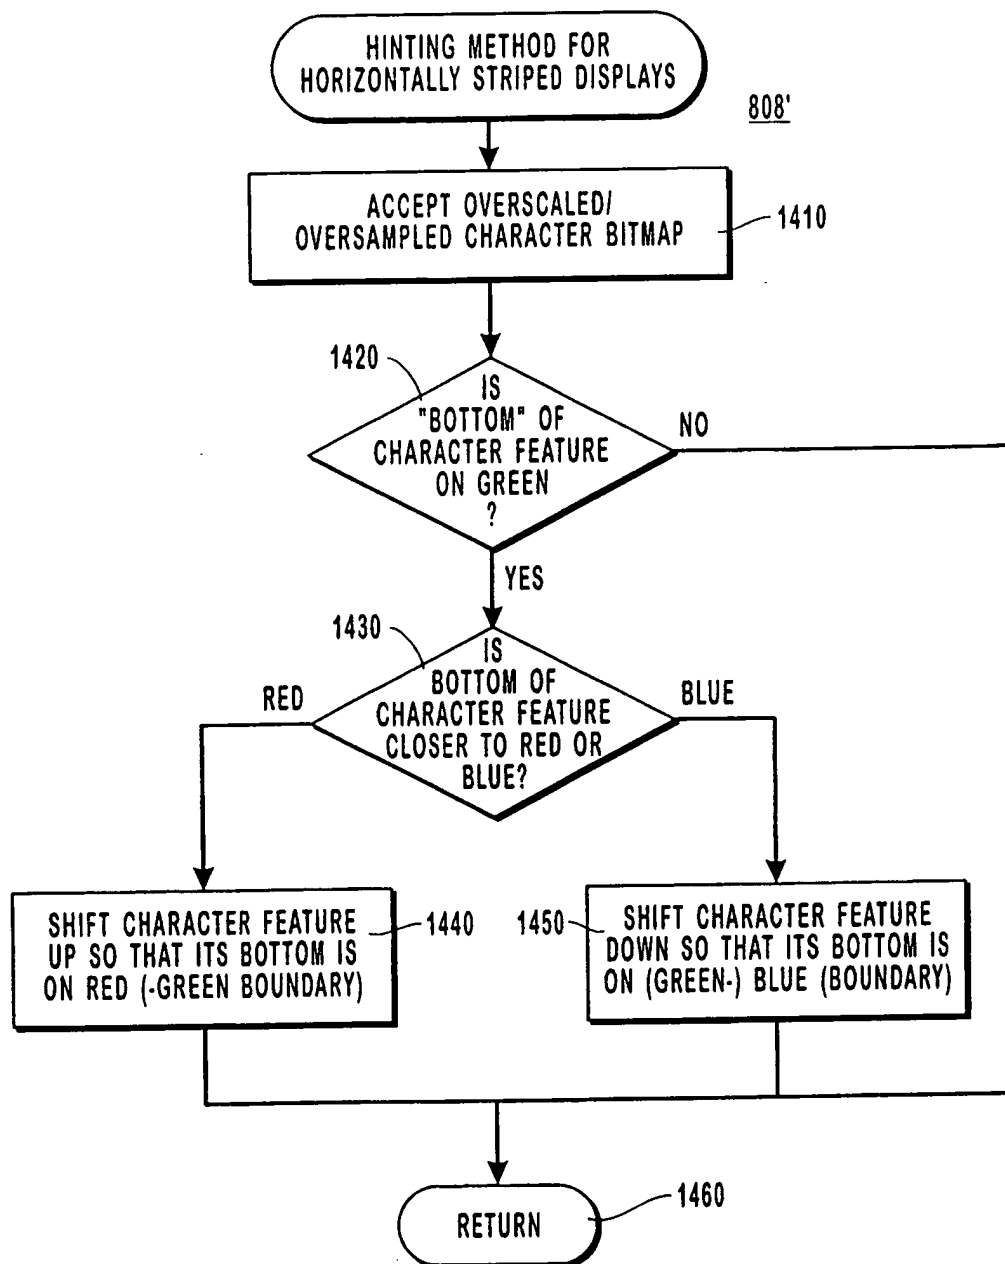 HINTING METHOD FOR
HORIZONTALLY STRIPED DISPLAYS
808'
ACCEPT OVERSCALED/
OVERSAMPLED CHARACTER BITMAP
1410
1420
IS
"BOTTOM" OF
CHARACTER FEATURE
ON GREEN
?
NO
YES
1430
IS
BOTTOM OF
CHARACTER FEATURE
CLOSER TO RED OR
BLUE?
RED
BLUE
SHIFT CHARACTER FEATURE
UP SO THAT ITS BOTTOM IS
ON RED (-GREEN BOUNDARY)
1440
1450
SHIFT CHARACTER FEATURE
DOWN SO THAT ITS BOTTOM IS
ON (GREEN-) BLUE (BOUNDARY)
RETURN
1460